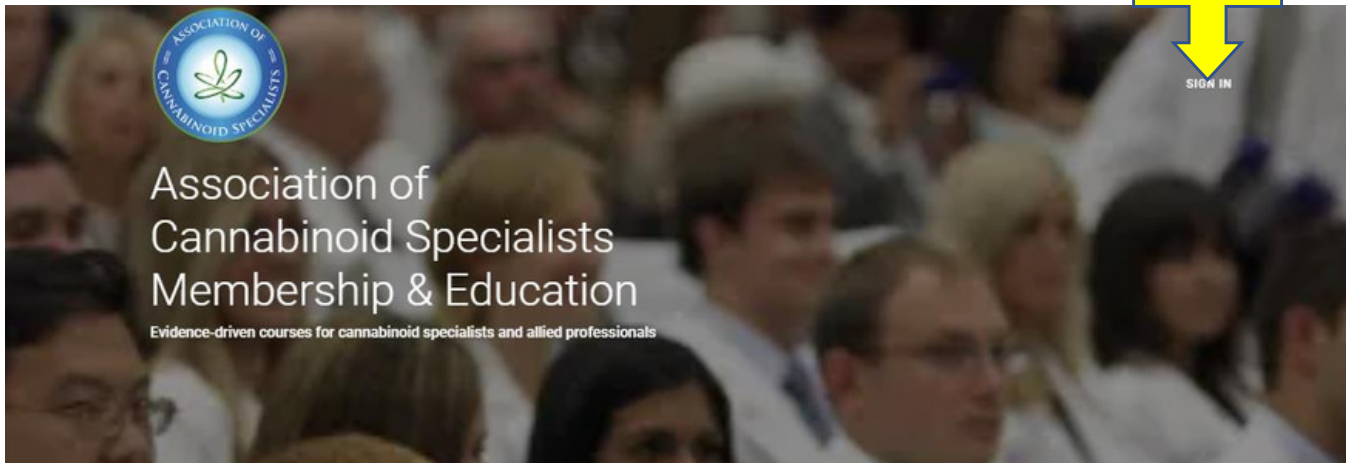 ASSOCIATION OF
CANNABINOID SPECIALISTS
SIGN IN
Association of
Cannabinoid Specialists
Membership & Education
Evidence-driven courses for cannabinoid specialists and allied professionals